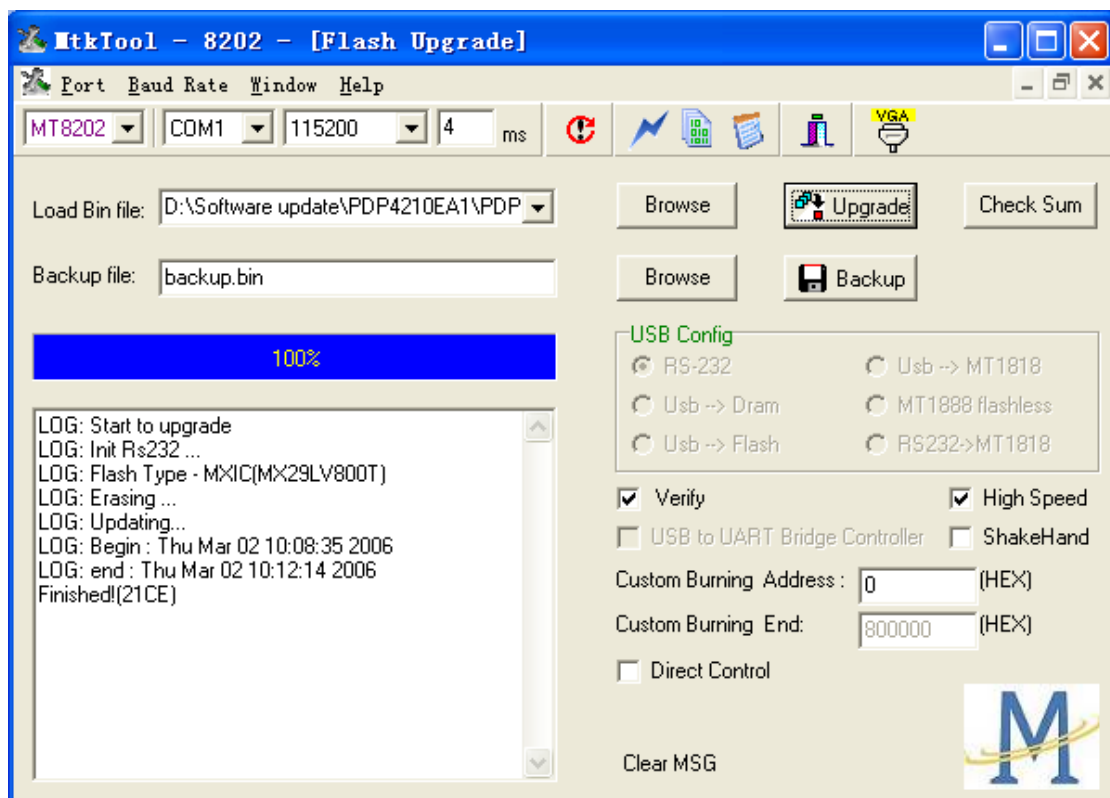 MtkTool - 8202 - [Flash Upgrade]
Port Baud Rate Window Help
MT8202 COM1 115200 4 ms VGA
Load Bin file: D:\Software update\PDP4210EA1\PDP Browse Upgrade Check Sum
Backup file: backup.bin Browse Backup
100%
USB Config
RS-232 Usb --> MT1818
Usb --> Dram MT1888 flashless
Usb --> Flash RS232->MT1818
LOG: Start to upgrade
LOG: Init Rs232 ...
LOG: Flash Type - MXIC(MX29LV800T)
LOG: Erasing ...
LOG: Updating...
LOG: Begin : Thu Mar 02 10:08:35 2006
LOG: end : Thu Mar 02 10:12:14 2006
Finished!(21CE)
Verify High Speed
USB to UART Bridge Controller ShakeHand
Custom Burning Address : 0 (HEX)
Custom Burning End: 800000 (HEX)
Direct Control
Clear MSG
M